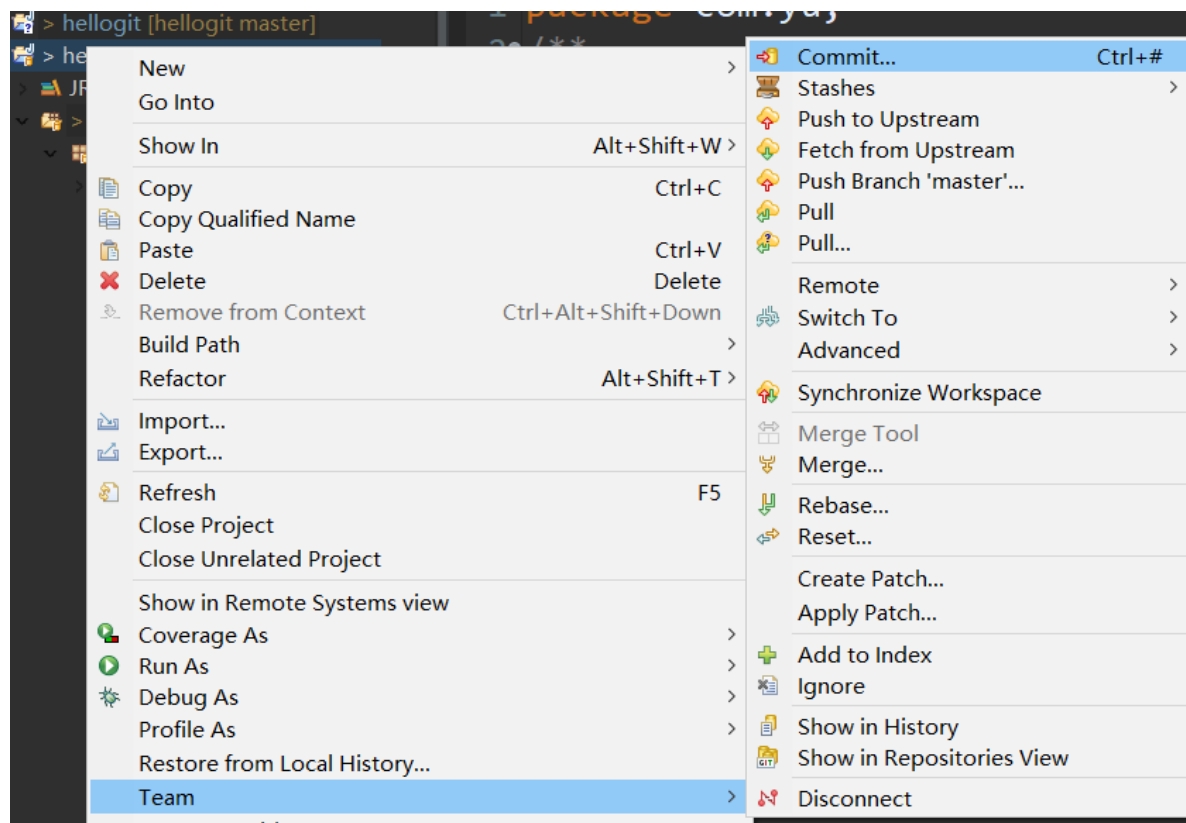 > hellogit [hellogit master]
1 package com.yu;
2 /**
> he
JR
>
New
Go Into
Show In Alt+Shift+W
Copy Ctrl+C
Copy Qualified Name
Paste Ctrl+V
Delete Delete
Remove from Context Ctrl+Alt+Shift+Down
Build Path
Refactor Alt+Shift+T
Import...
Export...
Refresh F5
Close Project
Close Unrelated Project
Show in Remote Systems view
Coverage As
Run As
Debug As
Profile As
Restore from Local History...
Team
Commit... Ctrl+#
Stashes
Push to Upstream
Fetch from Upstream
Push Branch 'master'...
Pull
Pull...
Remote
Switch To
Advanced
Synchronize Workspace
Merge Tool
Merge...
Rebase...
Reset...
Create Patch...
Apply Patch...
Add to Index
Ignore
Show in History
Show in Repositories View
Disconnect